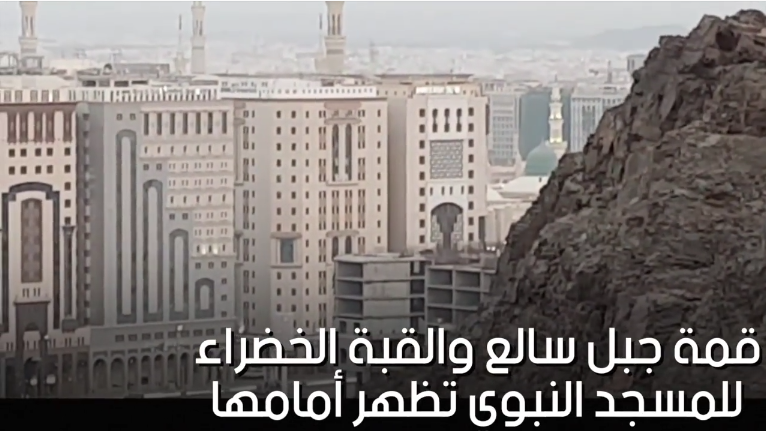 قمة جبل سالع والقبة الخضراء
للمسجد النبوى تظهر أمامها